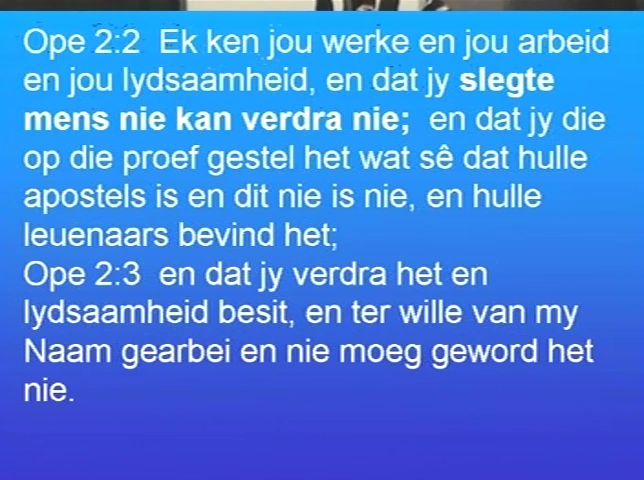 Ope 2:2  Ek ken jou werke en jou arbeid
en jou lydsaamheid, en dat jy slegte
mens nie kan verdra nie;  en dat jy die
op die proef gestel het wat sê dat hulle
apostels is en dit nie is nie, en hulle
leuenaars bevind het;
Ope 2:3  en dat jy verdra het en
lydsaamheid besit, en ter wille van my
Naam gearbei en nie moeg geword het
nie.